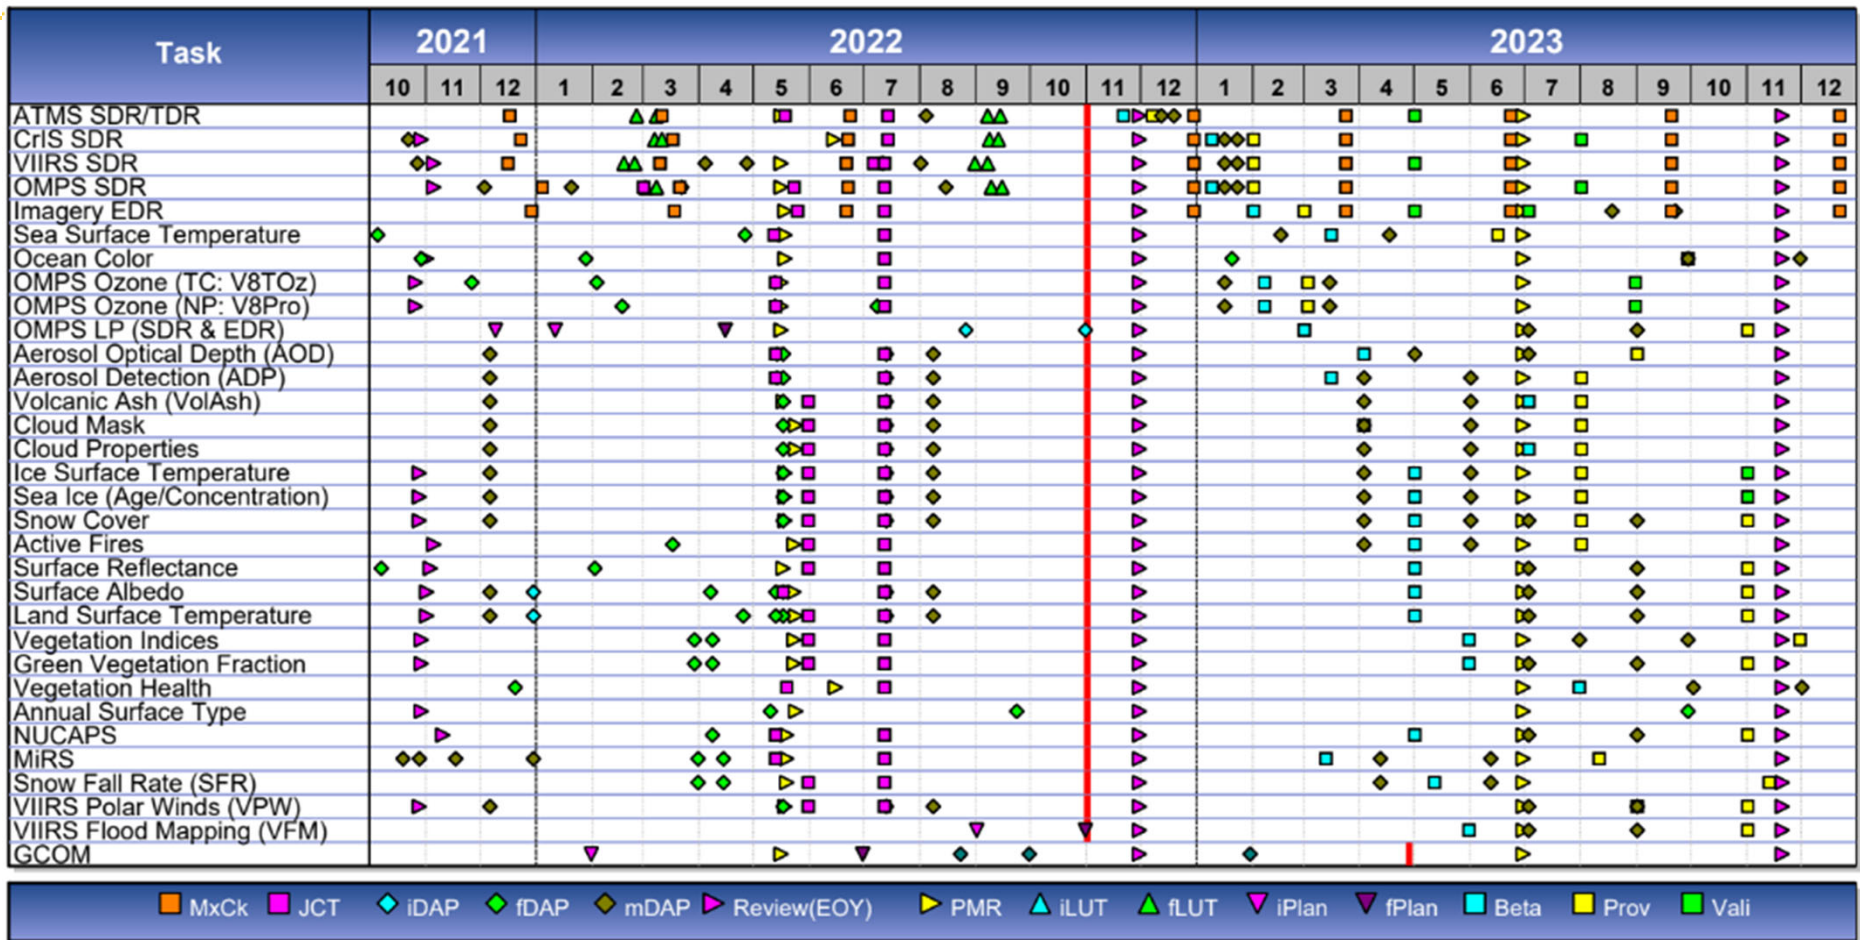 Task 2021 2022 2023
10 11 12 1 2 3 4 5 6 7 8 9 10 11 12 1 2 3 4 5 6 7 8 9 10 11 12
ATMS SDR/TDR
CrIS SDR
VIIRS SDR
OMPS SDR
Imagery EDR
Sea Surface Temperature
Ocean Color
OMPS Ozone (TC: V8TOz)
OMPS Ozone (NP: V8Pro)
OMPS LP (SDR & EDR)
Aerosol Optical Depth (AOD)
Aerosol Detection (ADP)
Volcanic Ash (VolAsh)
Cloud Mask
Cloud Properties
Ice Surface Temperature
Sea Ice (Age/Concentration)
Snow Cover
Active Fires
Surface Reflectance
Surface Albedo
Land Surface Temperature
Vegetation Indices
Green Vegetation Fraction
Vegetation Health
Annual Surface Type
NUCAPS
MiRS
Snow Fall Rate (SFR)
VIIRS Polar Winds (VPW)
VIIRS Flood Mapping (VFM)
GCOM
MxCk JCT iDAP fDAP mDAP Review(EOY) PMR iLUT fLUT iPlan fPlan Beta Prov Vali